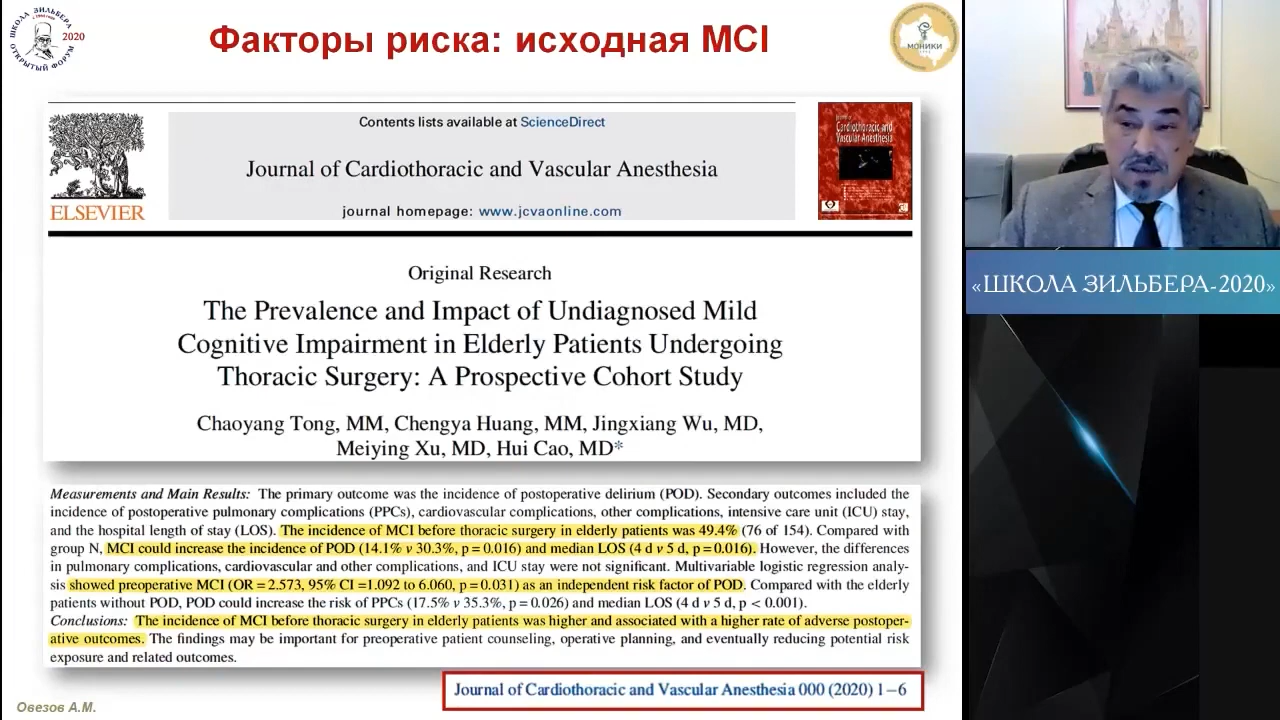 ШКОЛА ЗИЛЬБЕРА
ОТКРЫТЫЙ ФОРУМ
2020
Факторы риска: исходная MCI
МОНИКИ
Contents lists available at ScienceDirect
Journal of Cardiothoracic and Vascular Anesthesia
journal homepage: www.jcvaonline.com
ELSEVIER
Cardiothoracic and
Vascular Anesthesia
Original Research
The Prevalence and Impact of Undiagnosed Mild
Cognitive Impairment in Elderly Patients Undergoing
Thoracic Surgery: A Prospective Cohort Study
Chaoyang Tong, MM, Chengya Huang, MM, Jingxiang Wu, MD,
Meiying Xu, MD, Hui Cao, MD*
Measurements and Main Results: The primary outcome was the incidence of postoperative delirium (POD). Secondary outcomes included the
incidence of postoperative pulmonary complications (PPCs), cardiovascular complications, other complications, intensive care unit (ICU) stay,
and the hospital length of stay (LOS). The incidence of MCI before thoracic surgery in elderly patients was 49.4% (76 of 154). Compared with
group N, MCI could increase the incidence of POD (14.1% v 30.3%, p = 0.016) and median LOS (4 d v 5 d, p = 0.016). However, the differences
in pulmonary complications, cardiovascular and other complications, and ICU stay were not significant. Multivariable logistic regression analy-
sis showed preoperative MCI (OR = 2.573, 95% CI =1.092 to 6.060, p = 0.031) as an independent risk factor of POD. Compared with the elderly
patients without POD, POD could increase the risk of PPCs (17.5% v 35.3%, p = 0.026) and median LOS (4 d v 5 d, p < 0.001).
Conclusions: The incidence of MCI before thoracic surgery in elderly patients was higher and associated with a higher rate of adverse postoper-
ative outcomes. The findings may be important for preoperative patient counseling, operative planning, and eventually reducing potential risk
exposure and related outcomes.
Journal of Cardiothoracic and Vascular Anesthesia 000 (2020) 1−6
Овезов А.М.
«ШКОЛА ЗИЛЬБЕРА-2020»